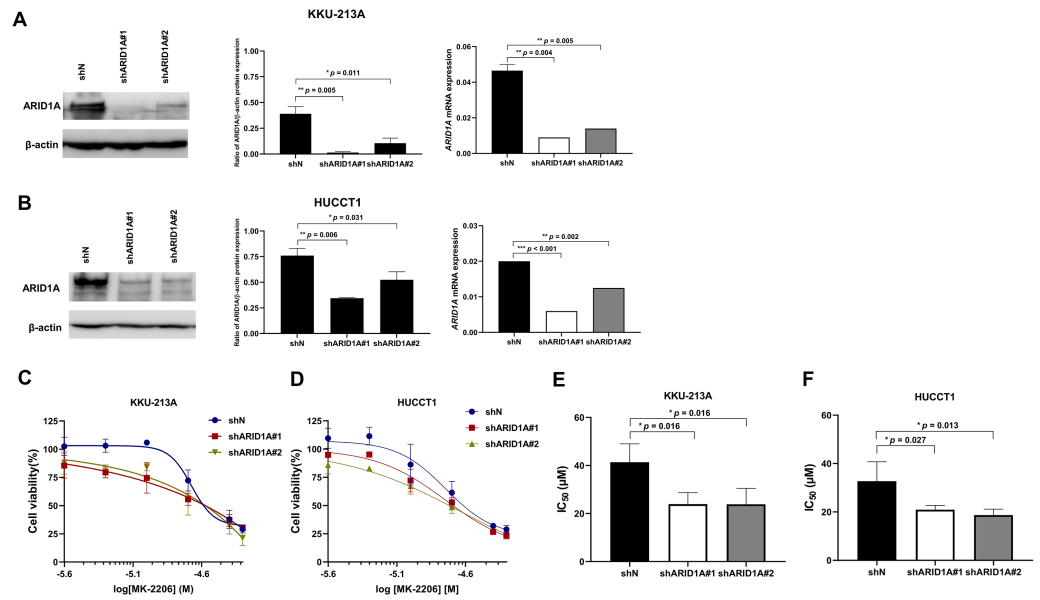 A
KKU-213A
shN
shARID1A#1
shARID1A#2
ARID1A
β-actin
Ratio of ARID1A/β-actin protein expression
1.00
0.75
0.50
0.25
0.00
* p = 0.011
** p = 0.005
shN shARID1A#1 shARID1A#2
ARID1A mRNA expression
0.06
0.04
0.02
0.00
** p = 0.005
** p = 0.004
shN shARID1A#1 shARID1A#2
B
HUCCT1
shN
shARID1A#1
shARID1A#2
ARID1A
β-actin
Ratio of ARID1A/β-actin protein expression
1.00
0.75
0.50
0.25
0.00
* p = 0.031
** p = 0.006
shN shARID1A#1 shARID1A#2
ARID1A mRNA expression
0.03
0.02
0.01
0.00
** p = 0.002
*** p < 0.001
shN shARID1A#1 shARID1A#2
C
KKU-213A
shN
shARID1A#1
shARID1A#2
Cell viability(%)
125
100
75
50
25
0
-5.6 -5.1 -4.6
log[MK-2206] (M)
D
HUCCT1
shN
shARID1A#1
shARID1A#2
Cell viability(%)
125
100
75
50
25
0
-5.6 -5.1 -4.6
log[MK-2206] [M]
E
KKU-213A
IC50 (µM)
60
40
20
0
* p = 0.016
* p = 0.016
shN shARID1A#1 shARID1A#2
F
HUCCT1
IC50 (µM)
60
40
20
0
* p = 0.013
* p = 0.027
shN shARID1A#1 shARID1A#2